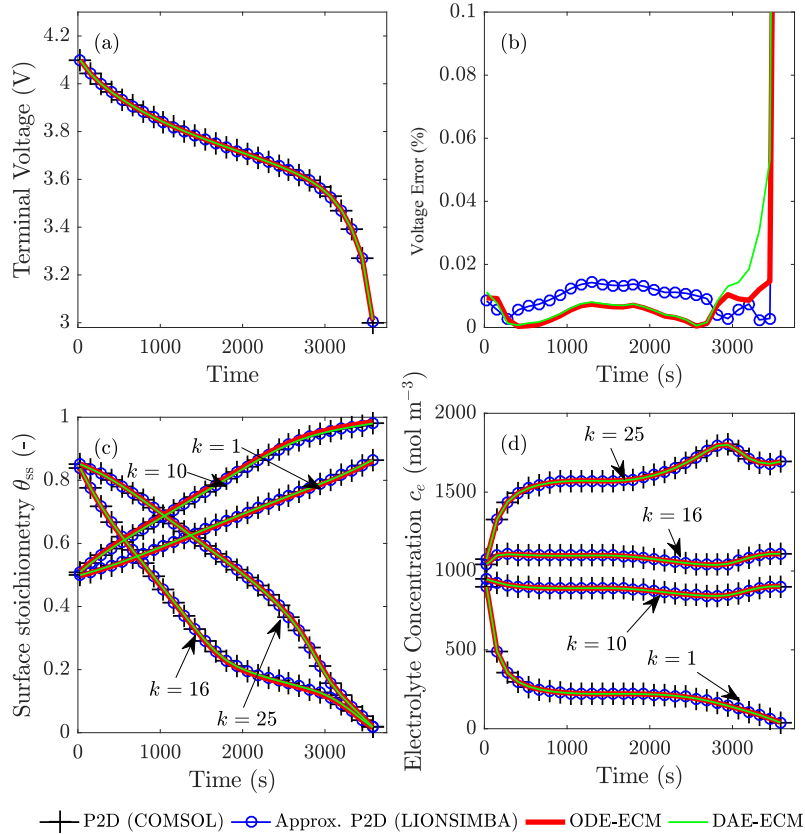 (a)
Terminal Voltage (V)
4.2
4
3.8
3.6
3.4
3.2
3
0
1000
2000
3000
Time
(b)
Voltage Error (%)
0.1
0.08
0.06
0.04
0.02
0
0
1000
2000
3000
Time (s)
(c)
Surface stoichiometry θss (-)
1
0.8
0.6
0.4
0.2
0
k = 1
k = 10
k = 16
k = 25
0
1000
2000
3000
Time (s)
(d)
Electrolyte Concentration ce (mol m−3)
2000
1500
1000
500
0
k = 25
k = 16
k = 10
k = 1
0
1000
2000
3000
Time (s)
P2D (COMSOL)
Approx. P2D (LIONSIMBA)
ODE-ECM
DAE-ECM